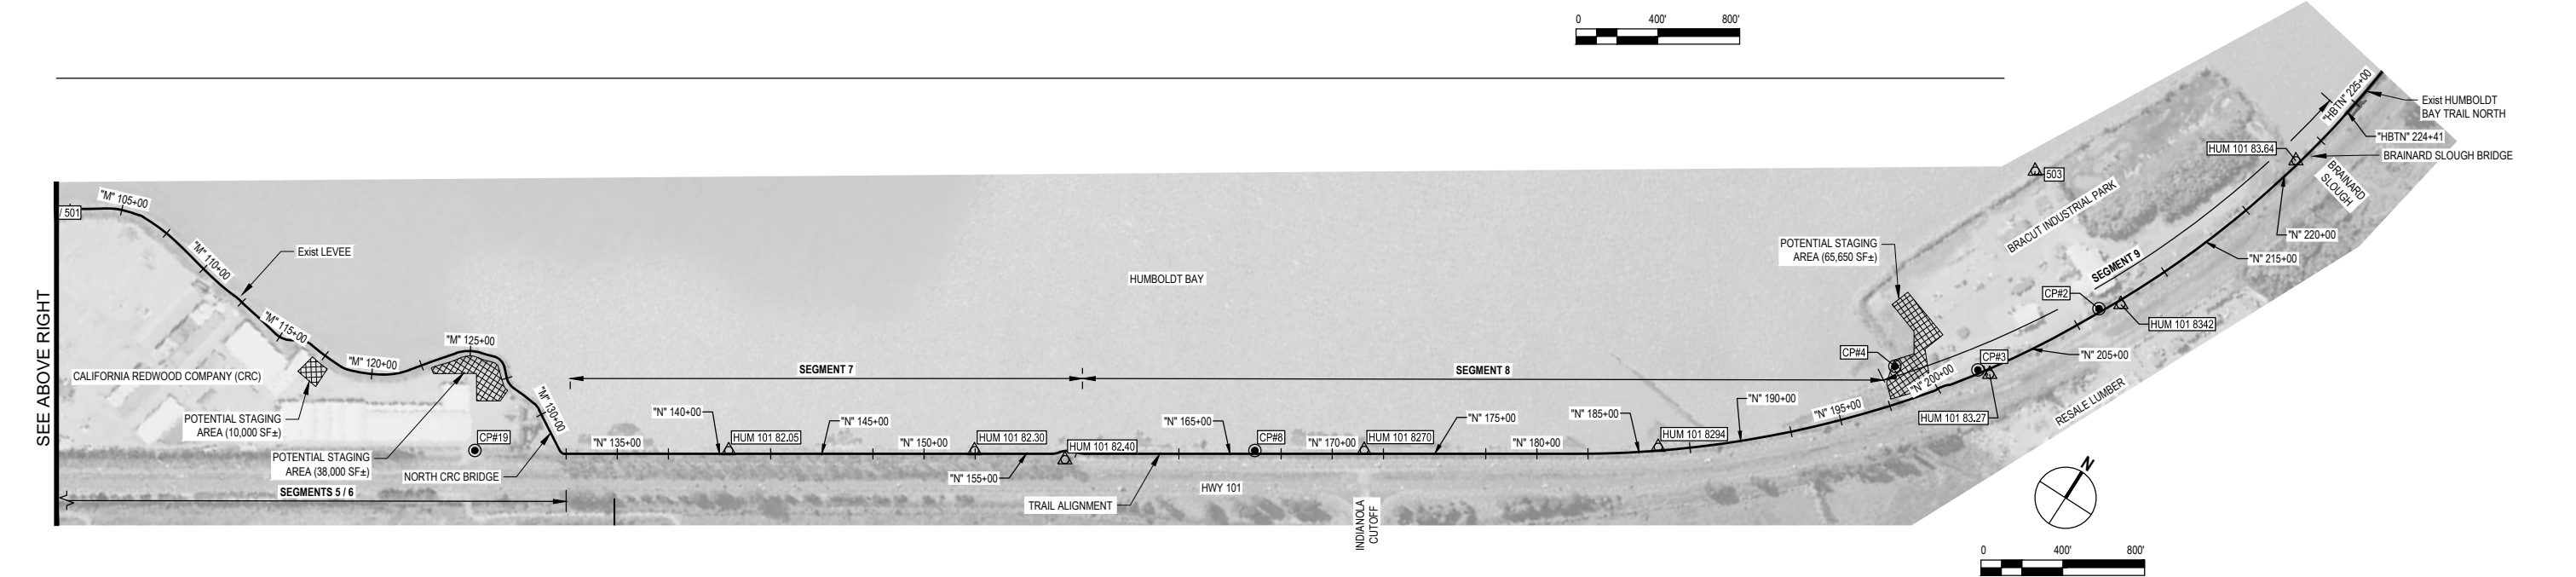 0 400' 800'
"M" 105+00
/ 501
"M" 110+00
Exist LEVEE
"M" 115+00
"M" 120+00
"M" 125+00
"M" 130+00
SEE ABOVE RIGHT
CALIFORNIA REDWOOD COMPANY (CRC)
POTENTIAL STAGING
AREA (10,000 SF±)
POTENTIAL STAGING
AREA (38,000 SF±)
CP#19
NORTH CRC BRIDGE
SEGMENTS 5 / 6
SEGMENT 7
"N" 135+00
"N" 140+00
HUM 101 82.05
"N" 145+00
"N" 150+00
HUM 101 82.30
"N" 155+00
HUM 101 82.40
TRAIL ALIGNMENT
HUMBOLDT BAY
SEGMENT 8
"N" 165+00
CP#8
HWY 101
"N" 170+00
HUM 101 8270
INDIANOLA
CUTOFF
"N" 175+00
"N" 180+00
"N" 185+00
HUM 101 8294
"N" 190+00
"N" 195+00
"N" 200+00
POTENTIAL STAGING
AREA (65,650 SF±)
CP#4
CP#3
HUM 101 83.27
"N" 205+00
RESALE LUMBER
CP#2
HUM 101 8342
SEGMENT 9
BRACUT INDUSTRIAL PARK
503
"N" 215+00
"N" 220+00
HUM 101 83.64
BRAINARD
SLOUGH
BRAINARD SLOUGH BRIDGE
"HBTN" 224+41
"HBTN" 225+00
Exist HUMBOLDT
BAY TRAIL NORTH
N
0 400' 800'